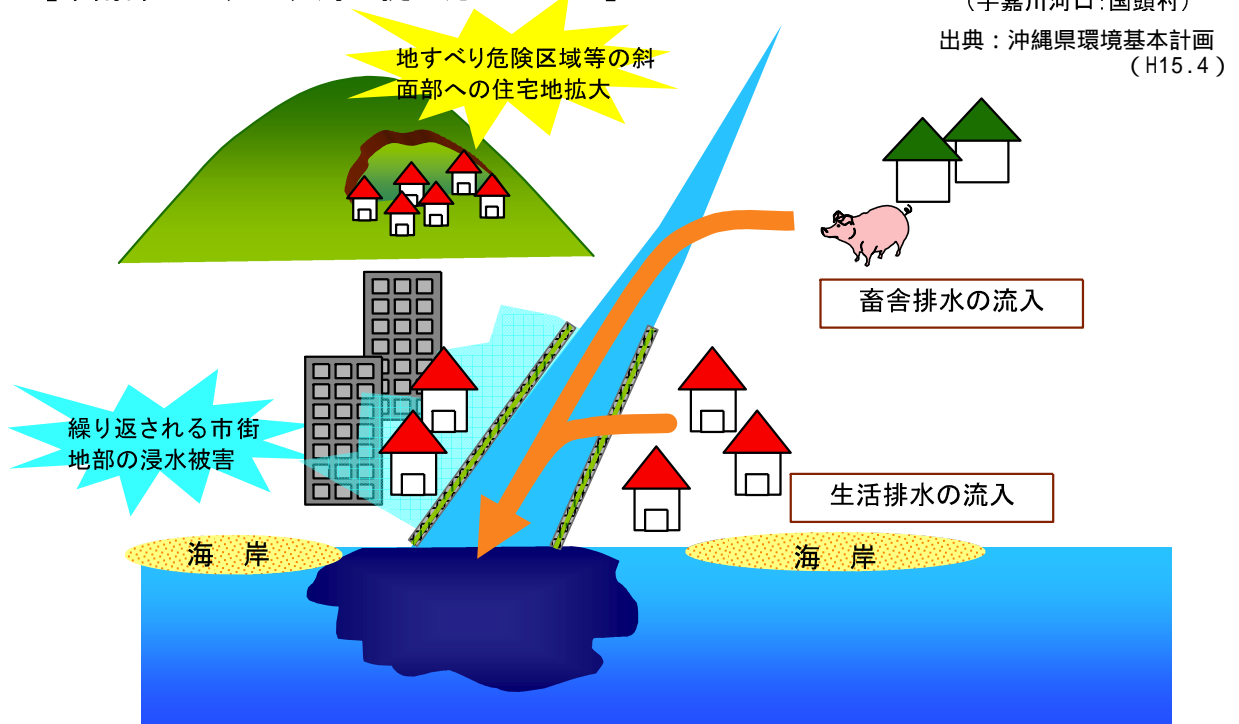 (宇嘉川河口：国頭村)
出典：沖縄県環境基本計画
(H15.4)
地すべり危険区域等の斜
面部への住宅地拡大
畜舎排水の流入
繰り返される市街
地部の浸水被害
生活排水の流入
海 岸
海 岸